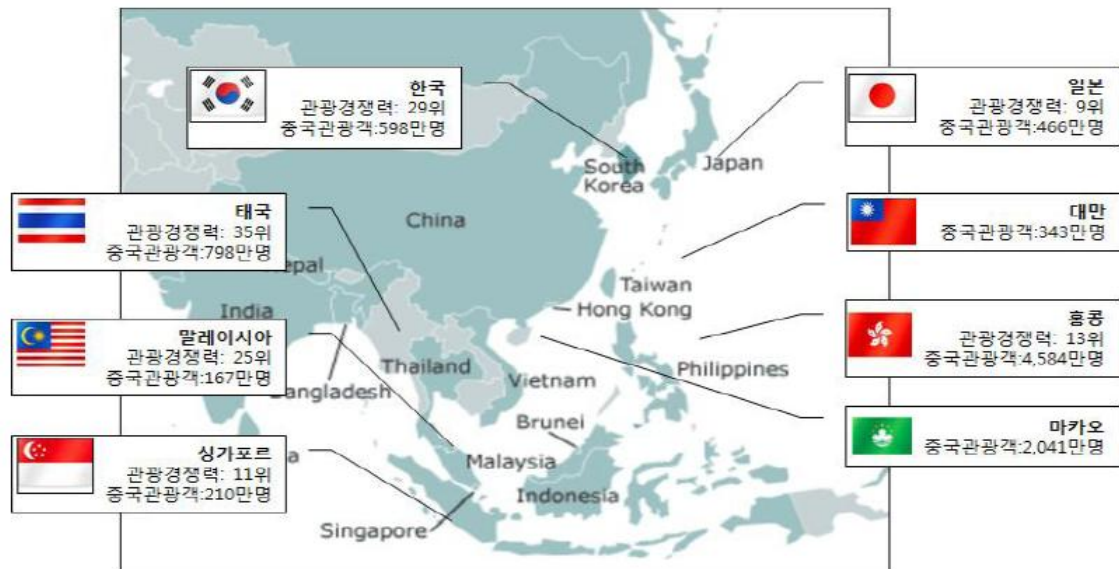 한국
관광경쟁력: 29위
중국관광객:598만명
일본
관광경쟁력: 9위
중국관광객:466만명
South
Korea
Japan
태국
관광경쟁력: 35위
중국관광객:798만명
China
대만
중국관광객:343만명
Nepal
Taiwan
Hong Kong
India
말레이시아
관광경쟁력: 25위
중국관광객:167만명
홍콩
관광경쟁력: 13위
중국관광객:4,584만명
Thailand
Philippines
Bangladesh
Vietnam
Brunei
마카오
중국관광객:2,041만명
싱가포르
관광경쟁력: 11위
중국관광객:210만명
a
Malaysia
Indonesia
Singapore